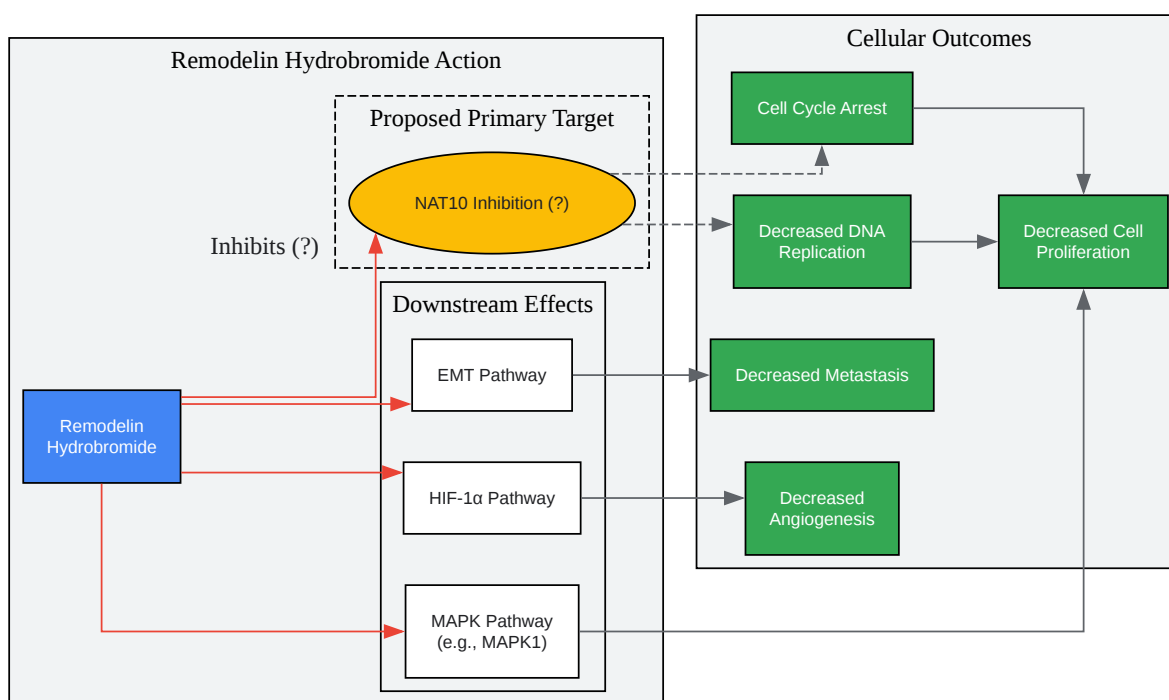 Cellular Outcomes
Remodelin Hydrobromide Action
Cell Cycle Arrest
Proposed Primary Target
NAT10 Inhibition (?)
Inhibits (?)
Decreased DNA
Replication
Decreased Cell
Proliferation
Downstream Effects
EMT Pathway
Decreased Metastasis
Remodelin
Hydrobromide
HIF-1α Pathway
Decreased
Angiogenesis
MAPK Pathway
(e.g., MAPK1)